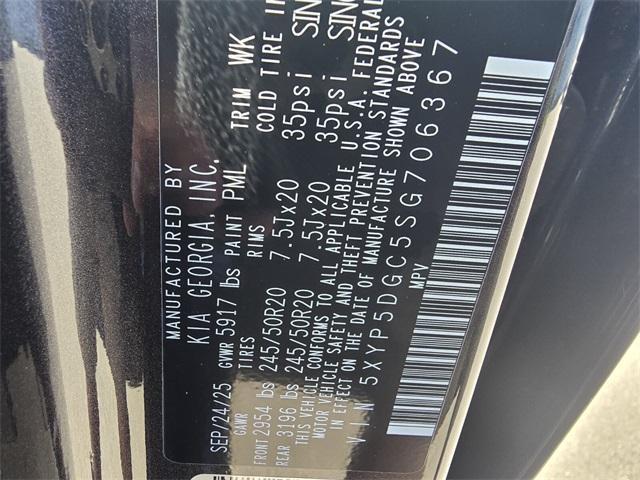 MANUFACTURED BY
KIA GEORGIA, INC.
SEP/24/25 GVWR 5917 lbs PAINT PML TRIM WK
GAWR TIRES RIMS COLD TIRE
FRONT 2954 lbs 245/50R20 7.5Jx20 35psi
REAR 3196 lbs 245/50R20 7.5Jx20 35psi
THIS VEHICLE CONFORMS TO ALL APPLICABLE U.S.A. FEDERAL
MOTOR VEHICLE SAFETY AND THEFT PREVENTION STANDARDS
IN EFFECT ON THE DATE OF MANUFACTURE SHOWN ABOVE
VIN 5XYP5DGC5SG706367
MPV